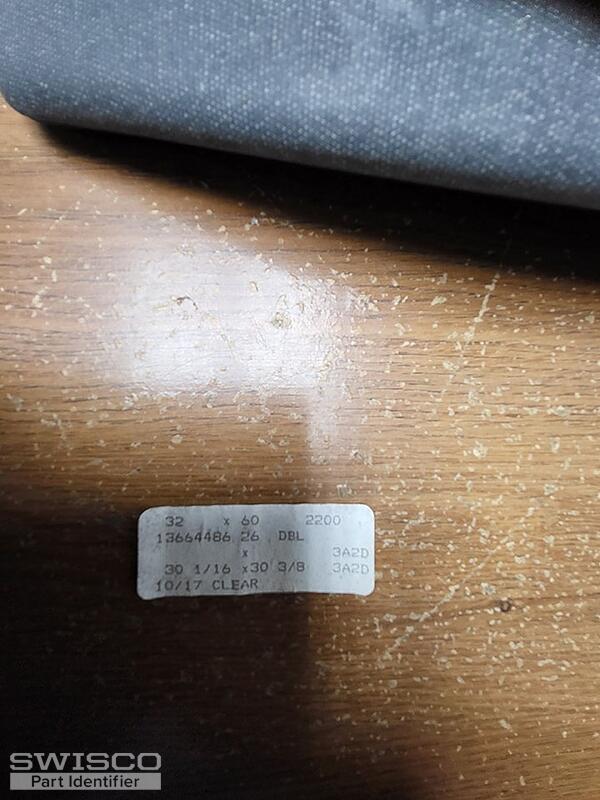 32 x 60 2200
13664486 26 DBL
x 3A2D
30 1/16 x30 3/8 3A2D
10/17 CLEAR
SWISCO
Part Identifier